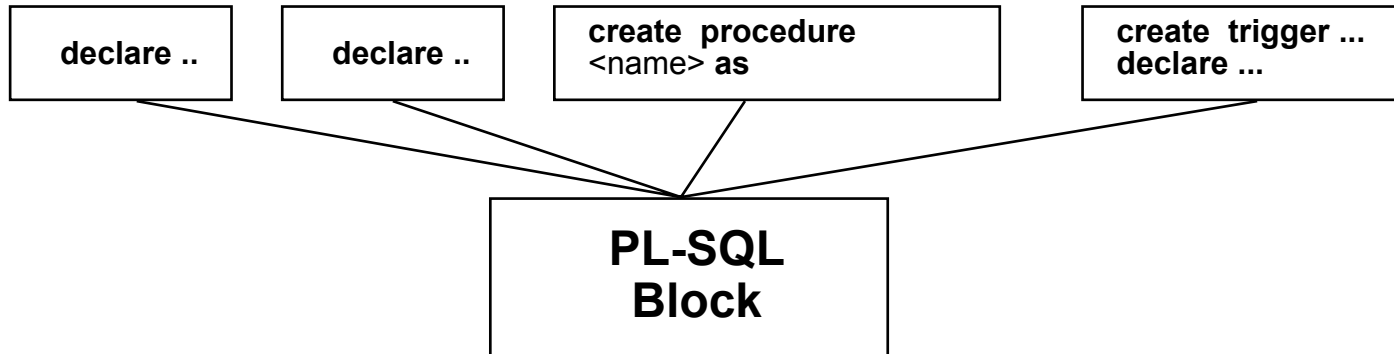 declare ..
declare ..
create procedure
<name> as
create trigger ...
declare ...
PL-SQL
Block